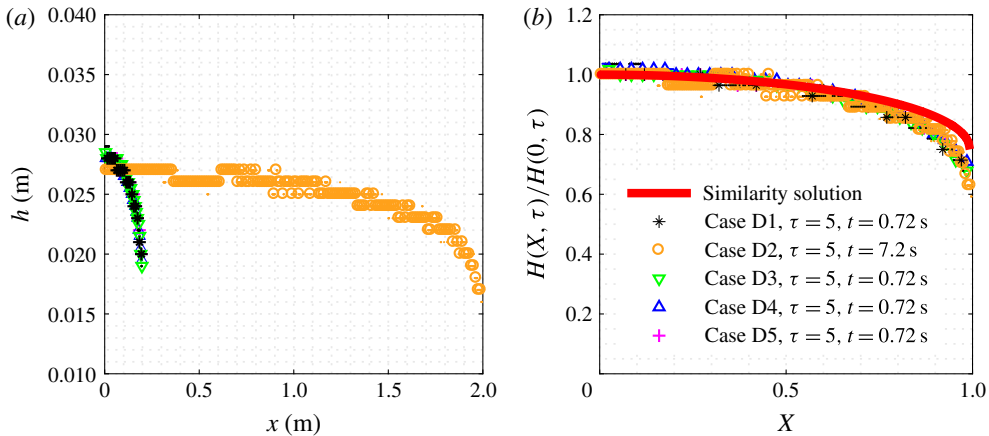 (a)
0.040
0.035
0.030
h (m)
0.025
0.020
0.015
0.010
0 0.5 1.0 1.5 2.0
x (m)
(b)
1.2
1.0
0.8
H(X, τ)/H(0, τ)
0.6
0.4
0.2
0 0.5 1.0
X
Similarity solution
Case D1, τ = 5, t = 0.72 s
Case D2, τ = 5, t = 7.2 s
Case D3, τ = 5, t = 0.72 s
Case D4, τ = 5, t = 0.72 s
Case D5, τ = 5, t = 0.72 s